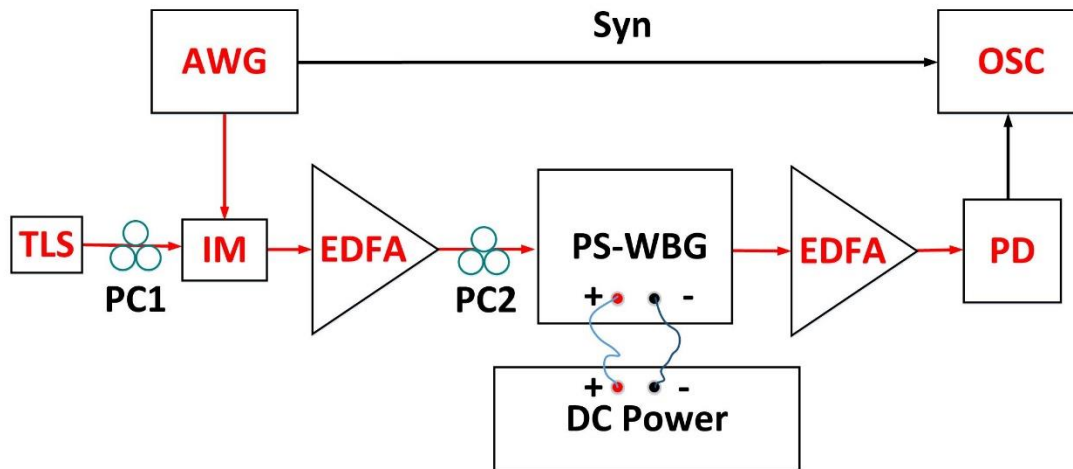 Syn
AWG
OSC
TLS
PC1
IM
EDFA
PC2
PS-WBG
+ -
EDFA
PD
+ -
DC Power